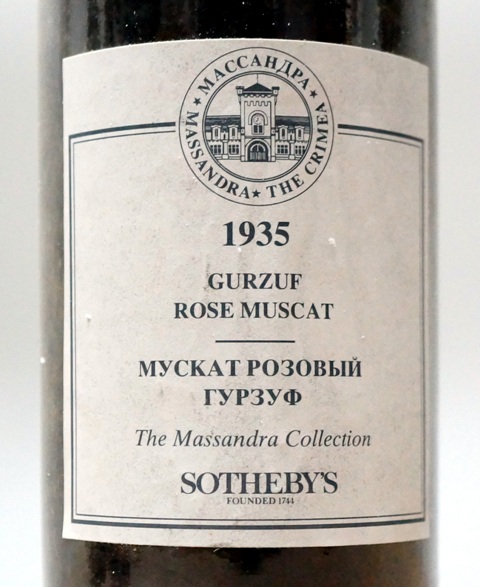 МАССАНДРА
MASSANDRA ★ THE CRIMEA
1935
GURZUF
ROSE MUSCAT
МУСКАТ РОЗОВЫЙ
ГУРЗУФ
The Massandra Collection
SOTHEBY'S
FOUNDED 1744